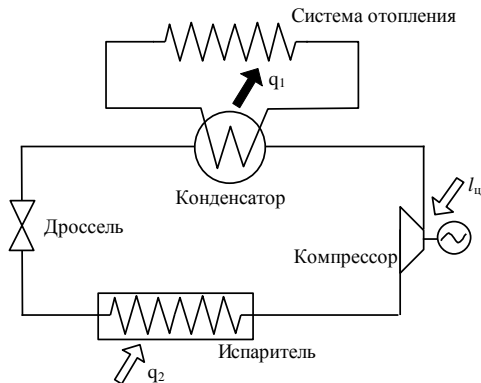 Система отопления
q₁
Конденсатор
lц
Дроссель
Компрессор
Испаритель
q₂